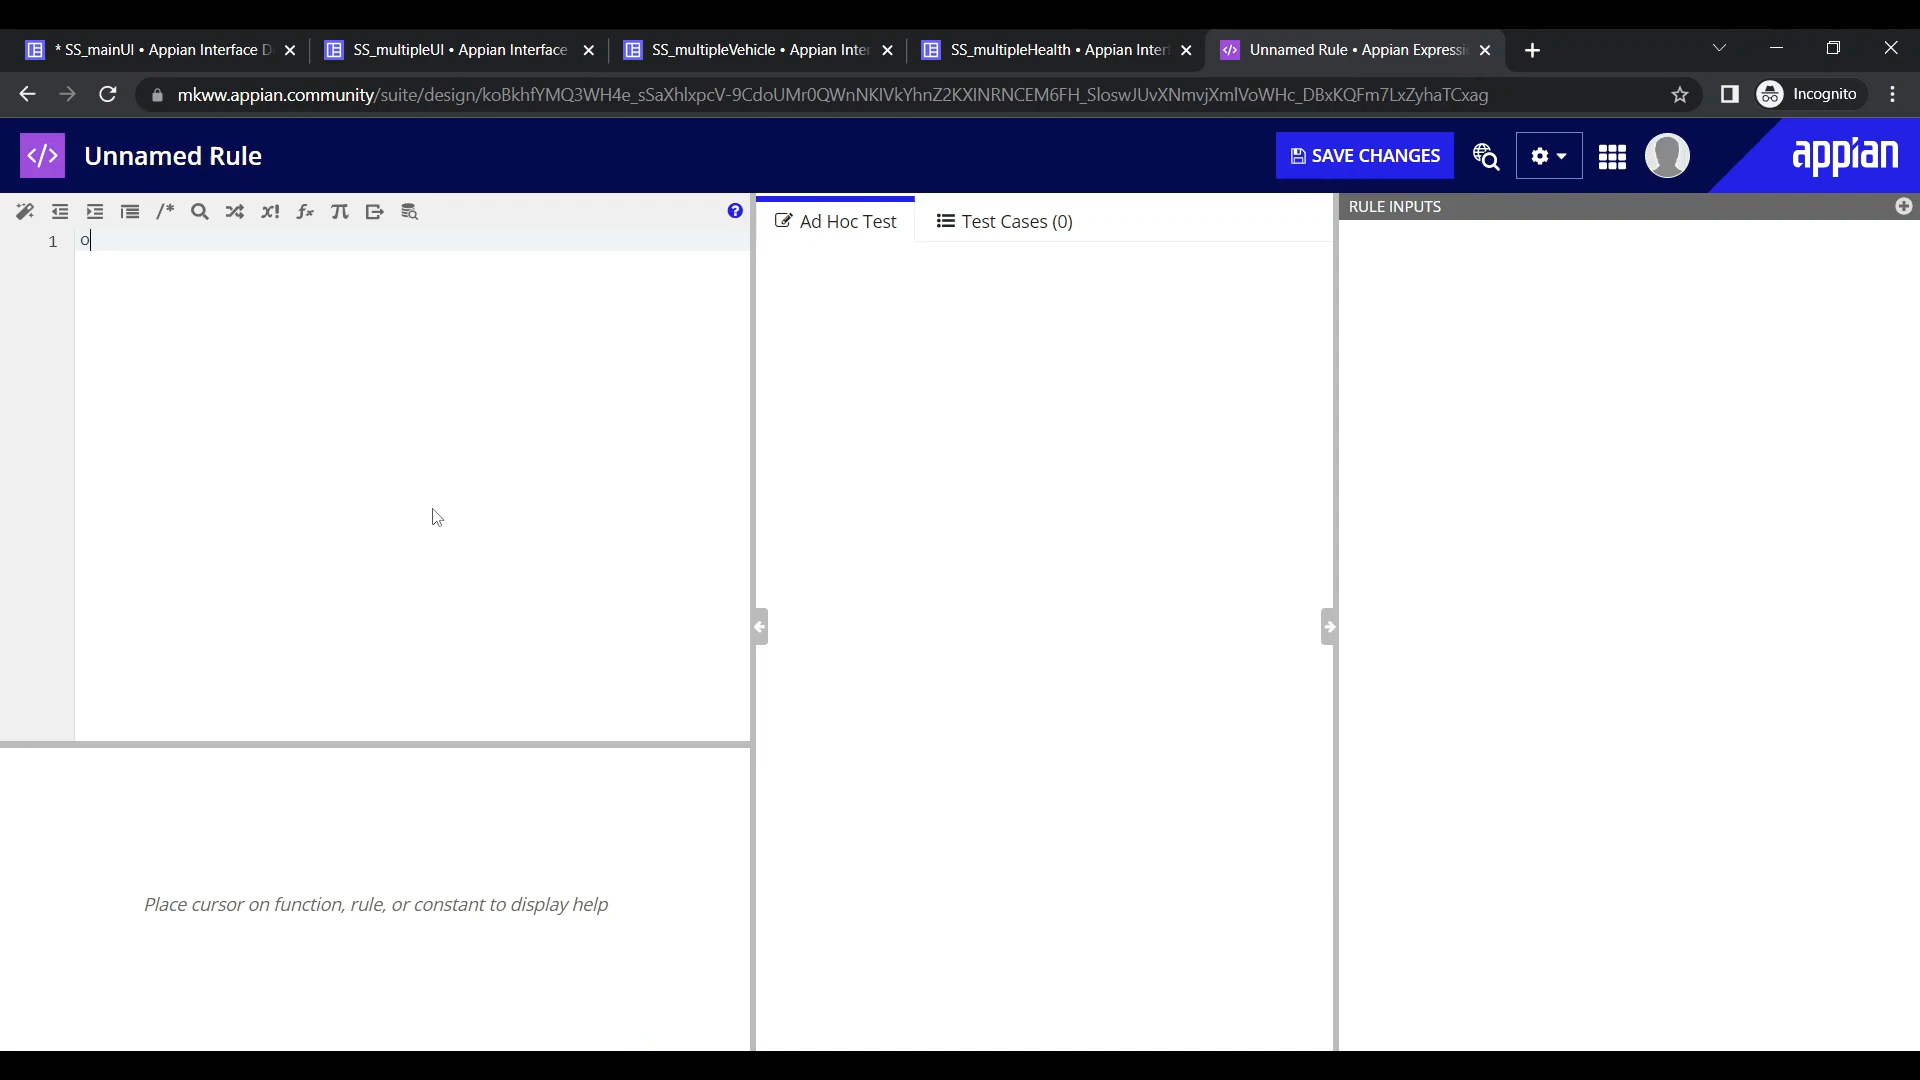 * SS_mainUI • Appian Interface D
SS_multipleUI • Appian Interface
SS_multipleVehicle • Appian Inter
SS_multipleHealth • Appian Interf
Unnamed Rule • Appian Expressi
mkww.appian.community/suite/design/koBkhfYMQ3WH4e_sSaXhlxpcV-9CdoUMr0QWnNKIVkYhnZ2KXINRNCEM6FH_SloswJUvXNmvjXmlVoWHc_DBxKQFm7LxZyhaTCxag
Incognito
Unnamed Rule
SAVE CHANGES
appian
Ad Hoc Test
Test Cases (0)
RULE INPUTS
1 o
Place cursor on function, rule, or constant to display help